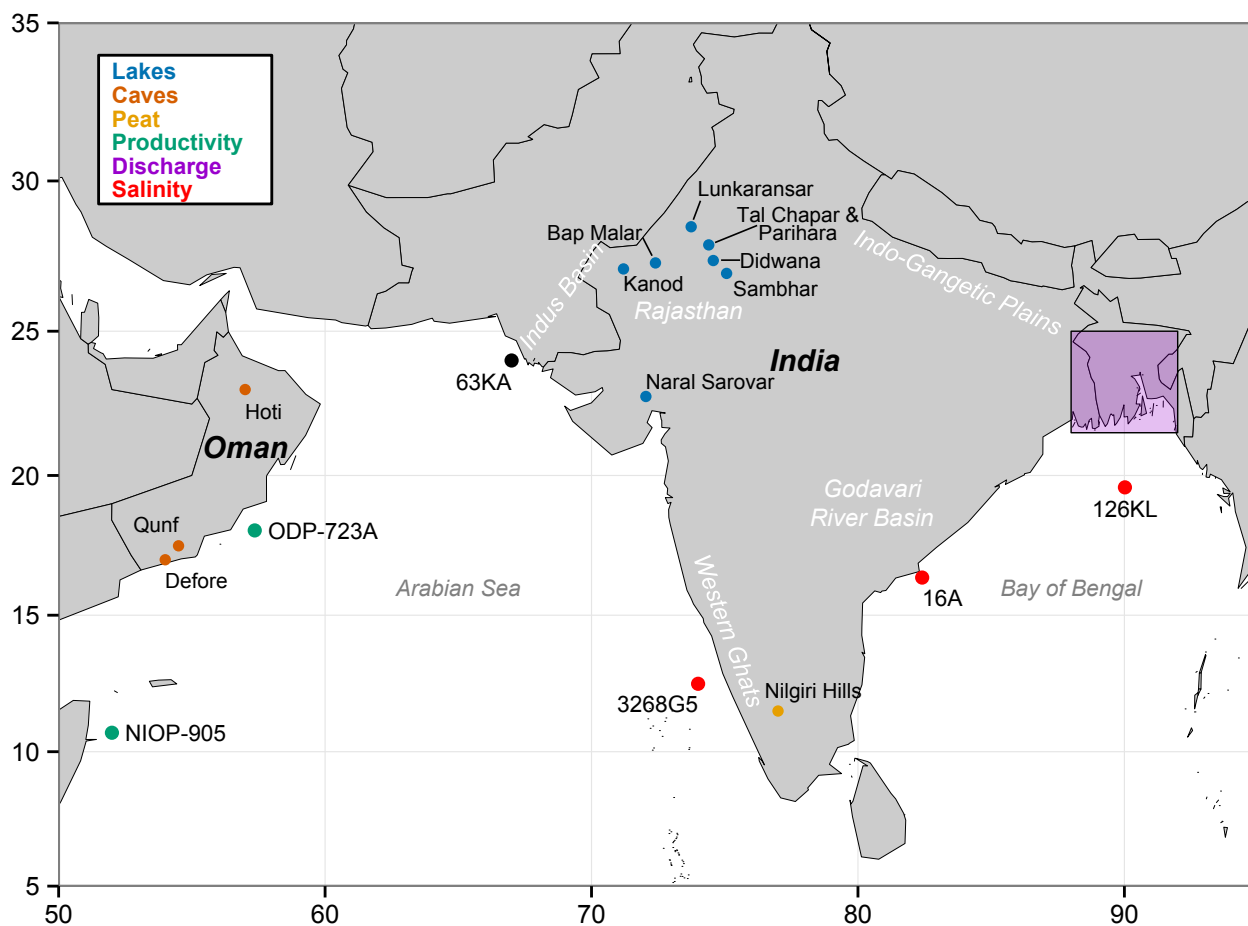 35
Lakes
Caves
Peat
Productivity
Discharge
Salinity
30
Lunkaransar
Tal Chapar &
Parihara
Bap Malar
Didwana
Kanod
Sambhar
Indus Basin
Rajasthan
Indo-Gangetic Plains
25
India
63KA
Naral Sarovar
Hoti
Oman
20
Godavari
River Basin
126KL
Qunf
ODP-723A
Defore
Arabian Sea
16A
Bay of Bengal
15
Western Ghats
3268G5
Nilgiri Hills
NIOP-905
10
5
50
60
70
80
90